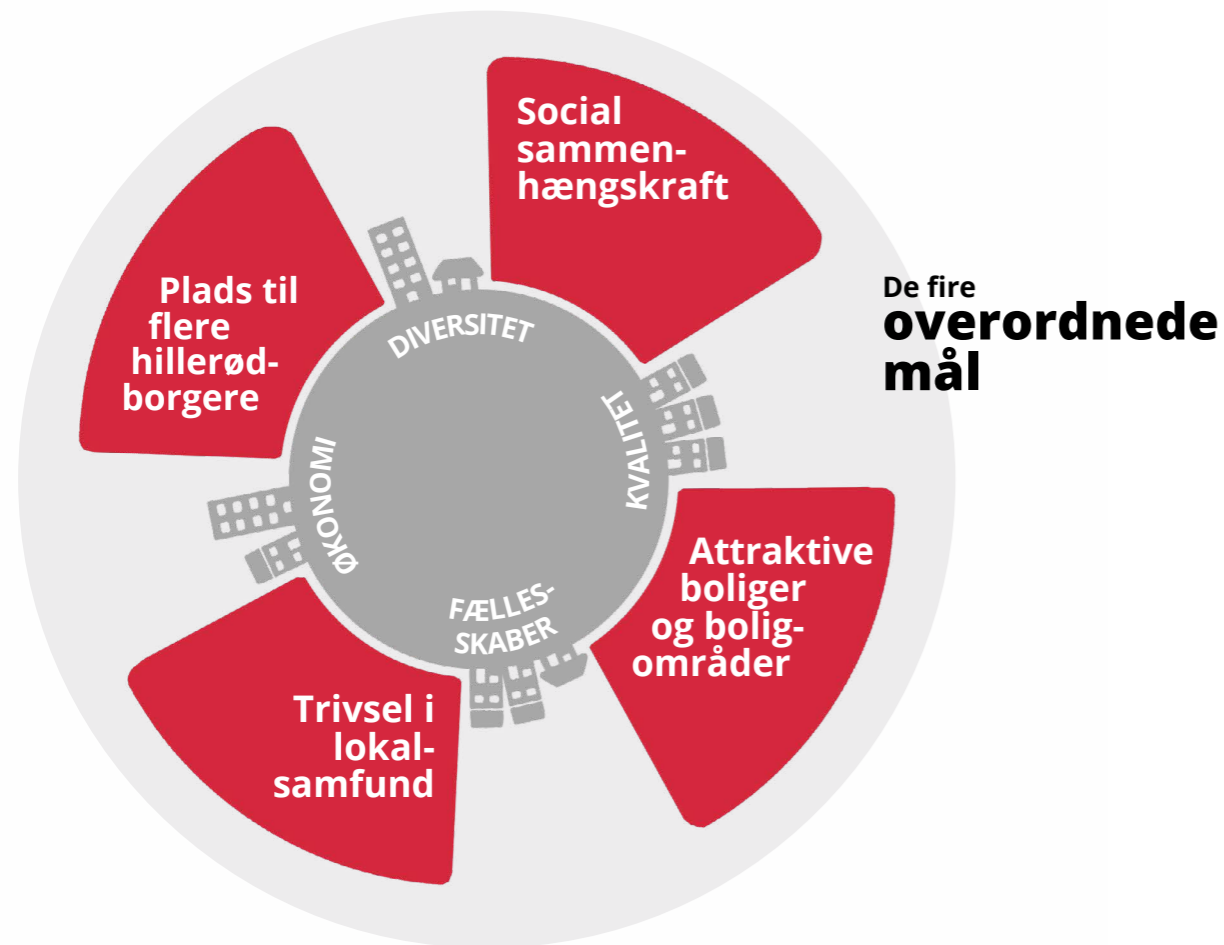 Social
sammen-
hængskraft
De fire
overordnede
mål
Plads til
flere
hillerød-
borgere
DIVERSITET
KVALITET
ØKONOMI
FÆLLES-
SKABER
Attraktive
boliger
og bolig-
områder
Trivsel i
lokal-
samfund